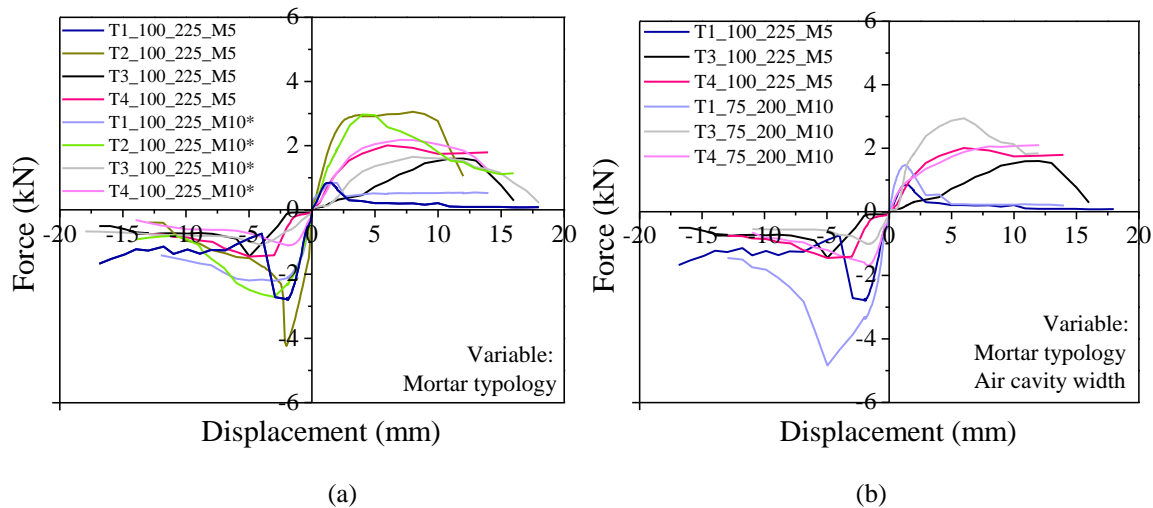 T1_100_225_M5
T2_100_225_M5
T3_100_225_M5
T4_100_225_M5
T1_100_225_M10*
T2_100_225_M10*
T3_100_225_M10*
T4_100_225_M10*
6
4
2
0
-2
-4
-6
-20
-15
-10
-5
0
5
10
15
20
Force (kN)
Displacement (mm)
Variable:
Mortar typology
(a)
T1_100_225_M5
T3_100_225_M5
T4_100_225_M5
T1_75_200_M10
T3_75_200_M10
T4_75_200_M10
6
4
2
0
-2
-4
-6
-20
-15
-10
-5
0
5
10
15
20
Force (kN)
Displacement (mm)
Variable:
Mortar typology
Air cavity width
(b)